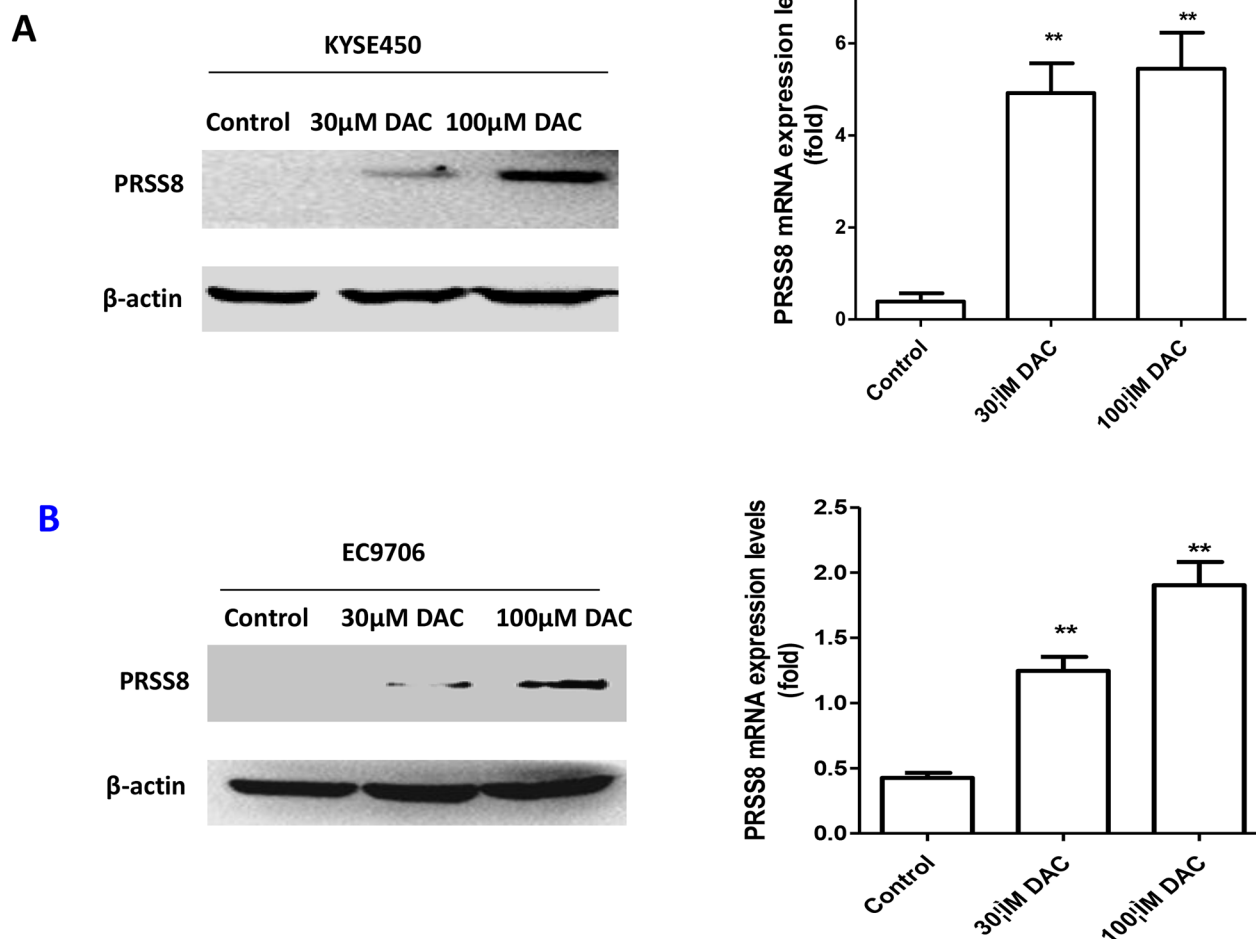 A
KYSE450
Control 30µM DAC 100µM DAC
PRSS8
β-actin
PRSS8 mRNA expression le
(fold)
6
4
2
0
**
**
Control
30¦ÌM DAC
100¦ÌM DAC
B
EC9706
Control 30µM DAC 100µM DAC
PRSS8
β-actin
PRSS8 mRNA expression levels
(fold)
2.5
2.0
1.5
1.0
0.5
0.0
**
**
Control
30¦ÌM DAC
100¦ÌM DAC